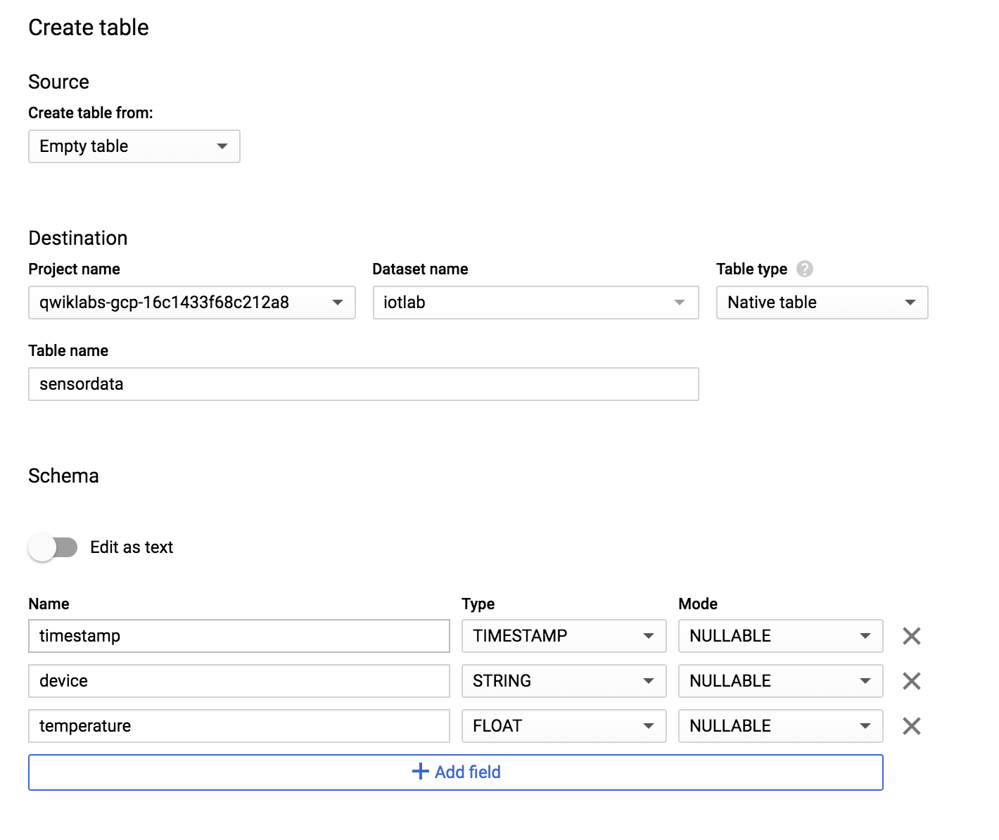 Create table
Source
Create table from:
Empty table
Destination
Project name Dataset name Table type ?
qwiklabs-gcp-16c1433f68c212a8 iotlab Native table
Table name
sensordata
Schema
Edit as text
Name Type Mode
timestamp TIMESTAMP NULLABLE
device STRING NULLABLE
temperature FLOAT NULLABLE
+ Add field